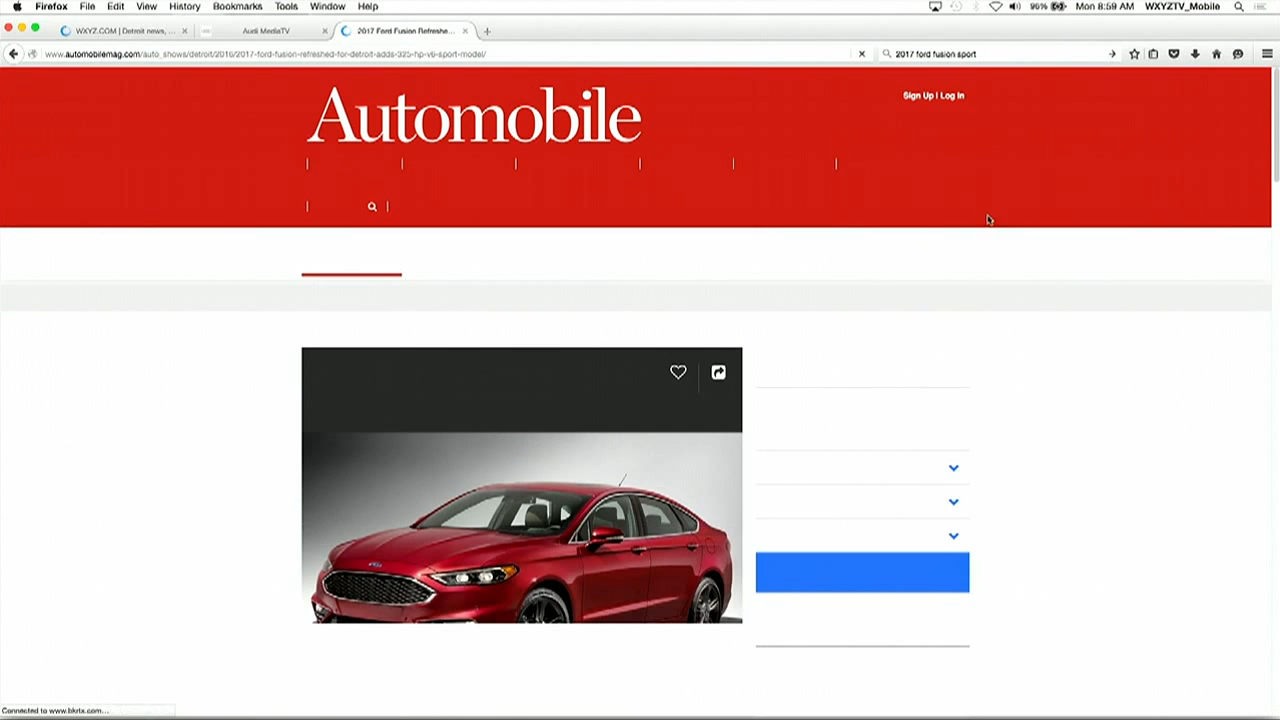 Firefox File Edit View History Bookmarks Tools Window Help 96% Mon 8:59 AM WXYZTV_Mobile
WXYZ.COM | Detroit news, ... Audi MediaTV 2017 Ford Fusion Refreshe...
www.automobilemag.com/auto_shows/detroit/2016/2017-ford-fusion-refreshed-for-detroit-adds-325-hp-v6-sport-model/ 2017 ford fusion sport
Automobile
Sign Up | Log In
Connected to www.bkrtx.com...